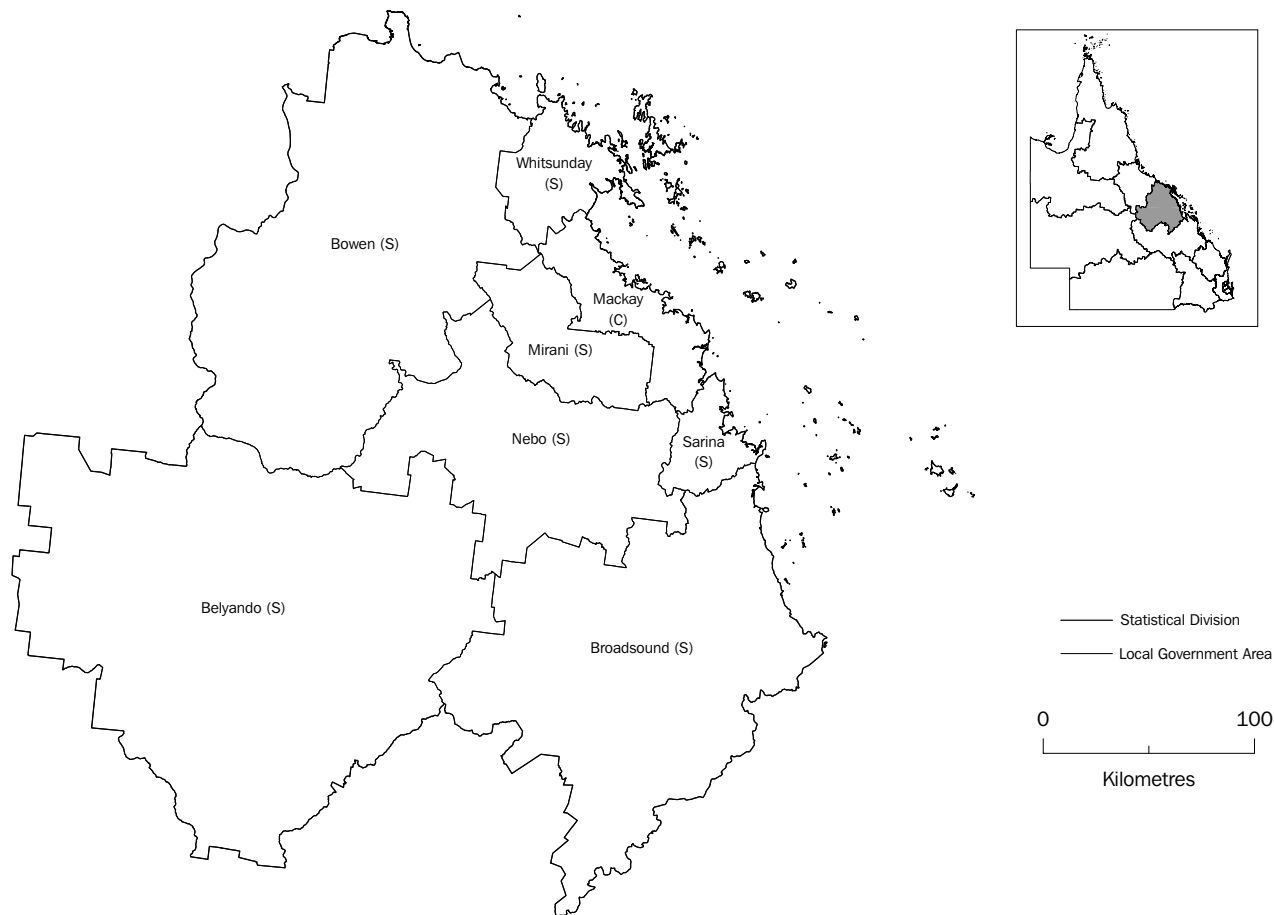 Whitsunday
(S)
Bowen (S)
Mackay
(C)
Mirani (S)
Nebo (S)
Sarina
(S)
Belyando (S)
Broadsound (S)
Statistical Division
Local Government Area
0 100
Kilometres